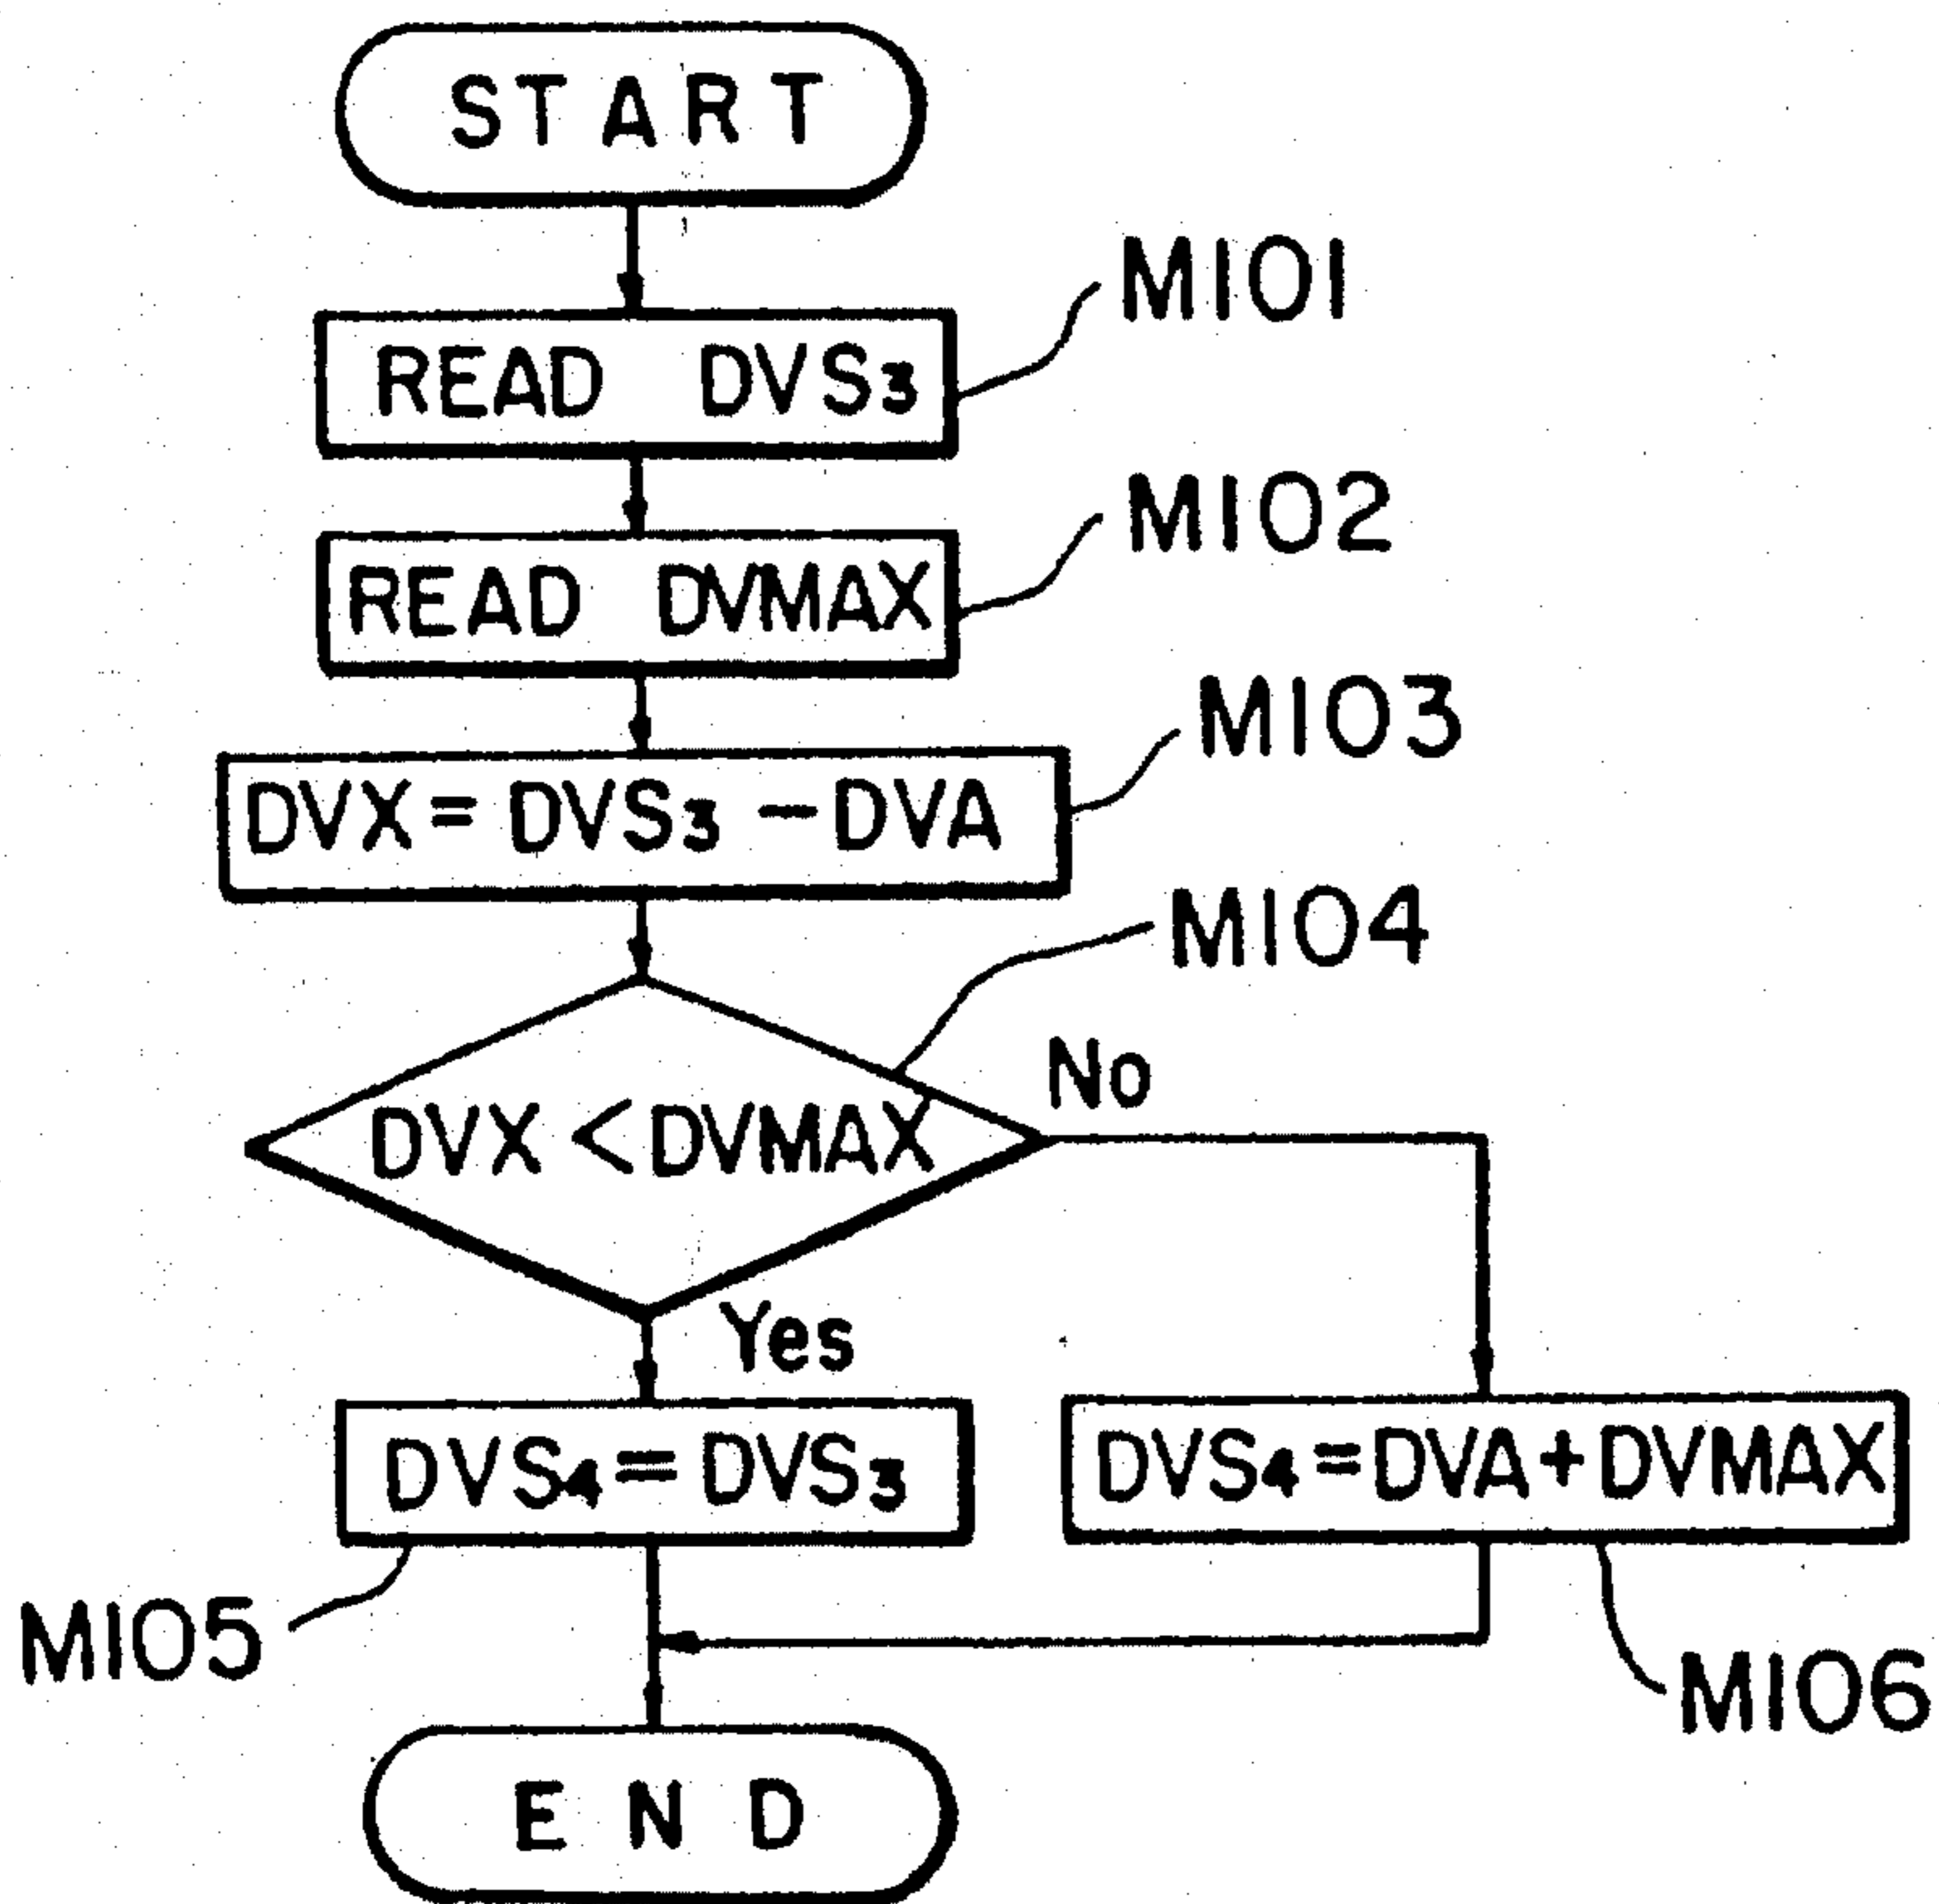 START
M101
READ DVS3
M102
READ DVMAX
M103
DVX = DVS3 - DVA
M104
No
DVX < DVMAX
Yes
DVS4 = DVS3
DVS4 = DVA + DVMAX
M105
M106
END